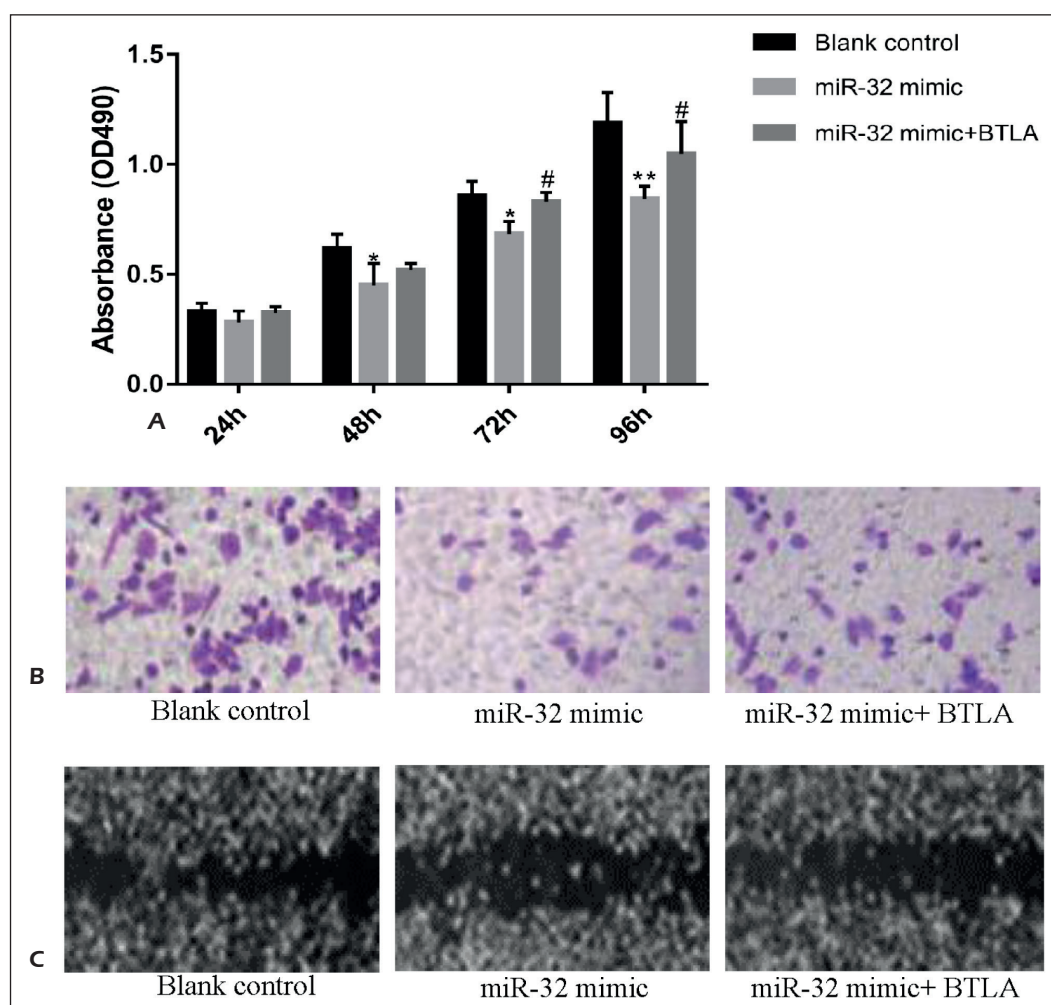 1.5
1.0
0.5
0.0
Absorbance (OD490)
Blank control
miR-32 mimic
miR-32 mimic+BTLA
*
*
#
**
#
24h
48h
72h
96h
A
B
Blank control
miR-32 mimic
miR-32 mimic+ BTLA
C
Blank control
miR-32 mimic
miR-32 mimic+ BTLA